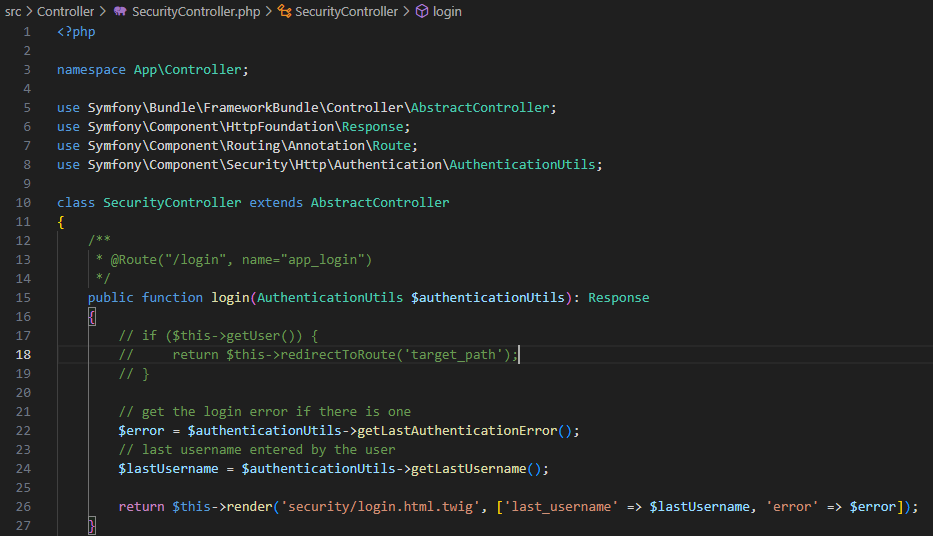 src > Controller > SecurityController.php > SecurityController > login
1 <?php
2
3 namespace App\Controller;
4
5 use Symfony\Bundle\FrameworkBundle\Controller\AbstractController;
6 use Symfony\Component\HttpFoundation\Response;
7 use Symfony\Component\Routing\Annotation\Route;
8 use Symfony\Component\Security\Http\Authentication\AuthenticationUtils;
9
10 class SecurityController extends AbstractController
11 {
12     /**
13      * @Route("/login", name="app_login")
14      */
15     public function login(AuthenticationUtils $authenticationUtils): Response
16     {
17         // if ($this->getUser()) {
18         //     return $this->redirectToRoute('target_path');
19         // }
20
21         // get the login error if there is one
22         $error = $authenticationUtils->getLastAuthenticationError();
23         // last username entered by the user
24         $lastUsername = $authenticationUtils->getLastUsername();
25
26         return $this->render('security/login.html.twig', ['last_username' => $lastUsername, 'error' => $error]);
27     }